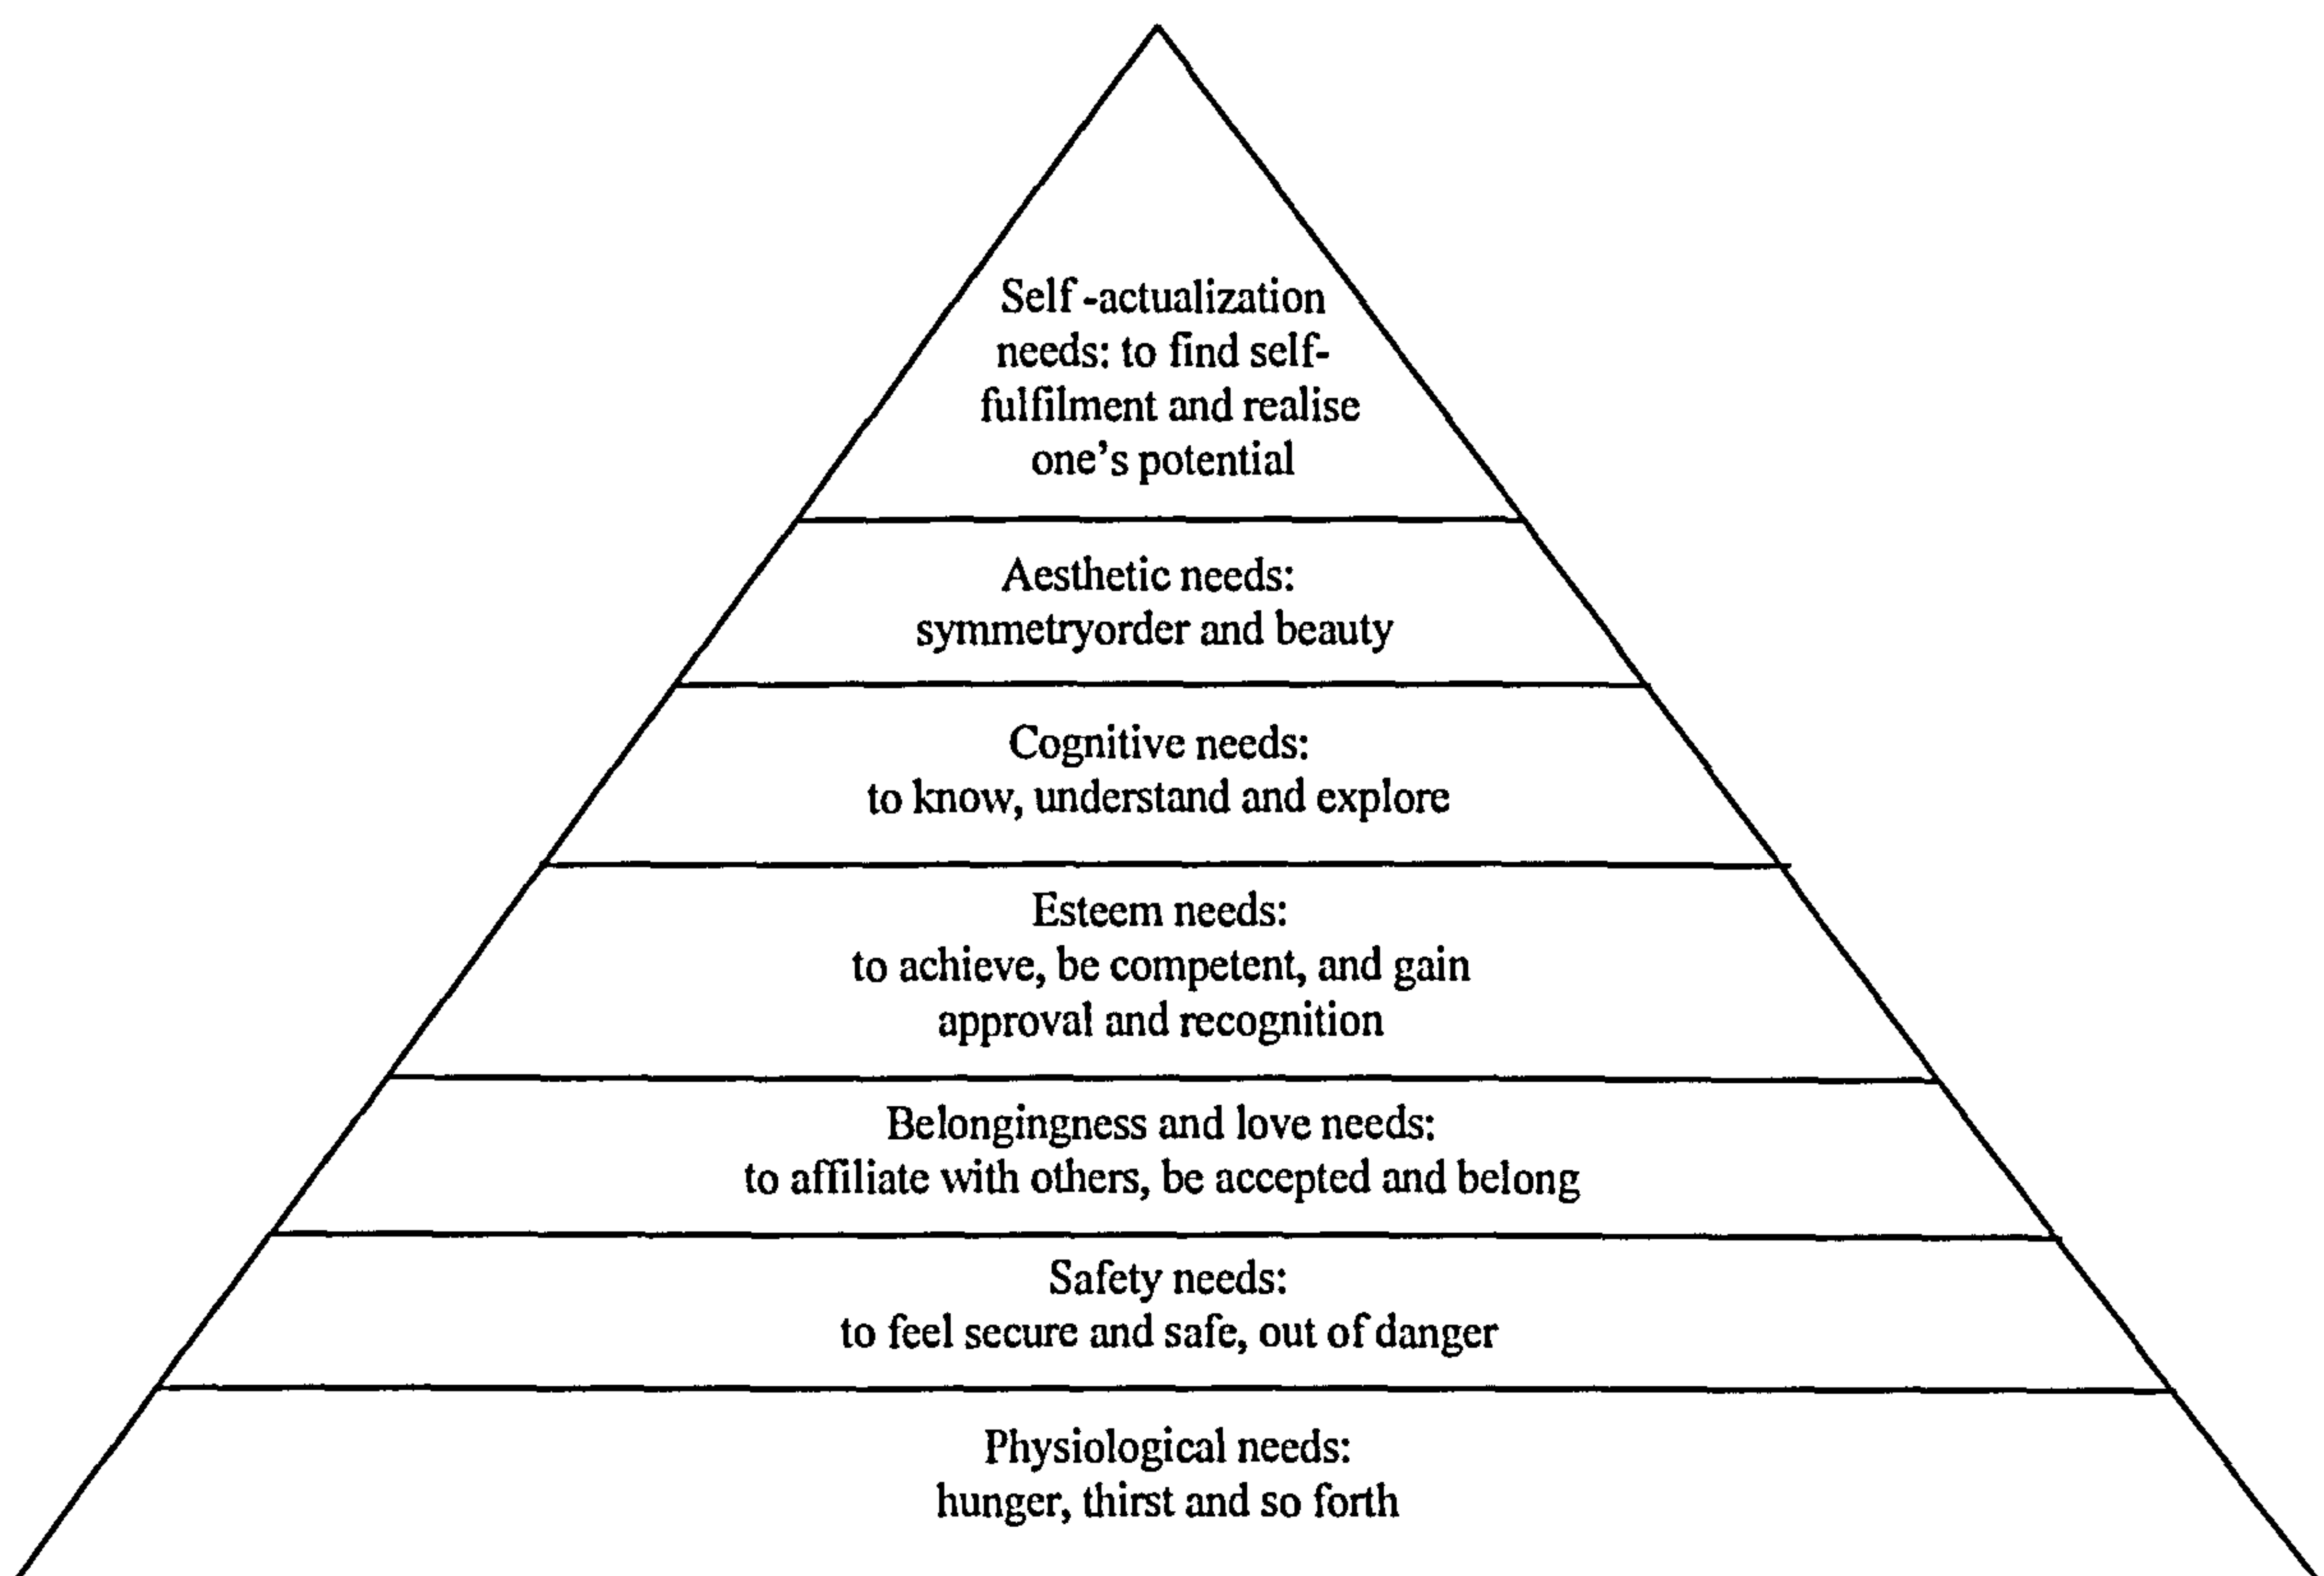 Self -actualization
needs: to find self-
fulfilment and realise
one's potential
Aesthetic needs:
symmetryorder and beauty
Cognitive needs:
to know, understand and explore
Esteem needs:
to achieve, be competent, and gain
approval and recognition
Belongingness and love needs:
to affiliate with others, be accepted and belong
Safety needs:
to feel secure and safe, out of danger
Physiological needs:
hunger, thirst and so forth